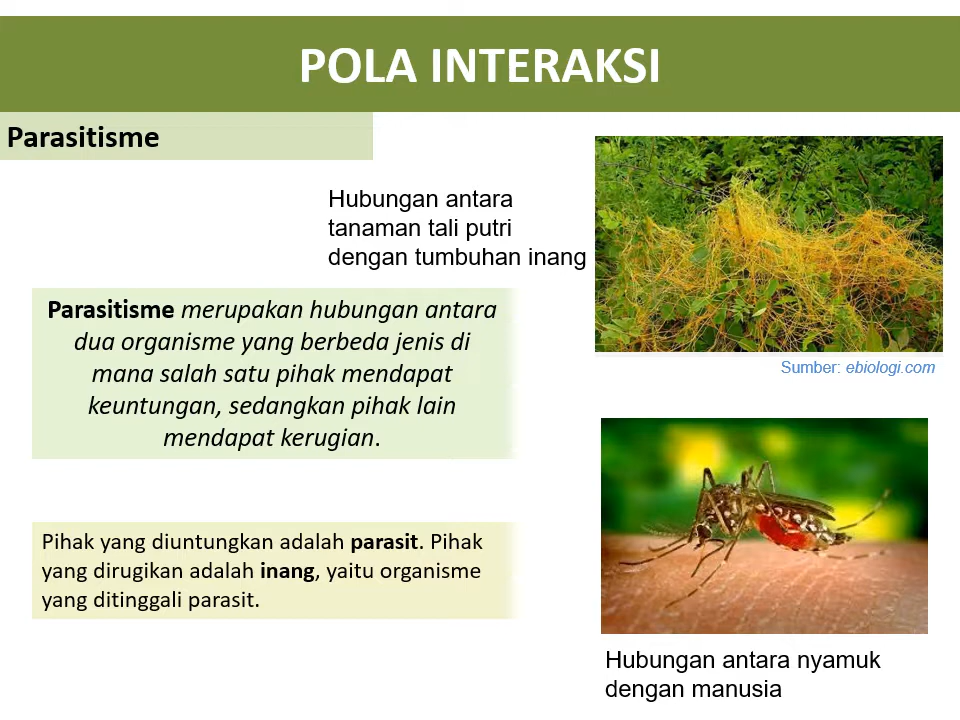 POLA INTERAKSI
Parasitisme
Hubungan antara
tanaman tali putri
dengan tumbuhan inang
Sumber: ebiologi.com
Parasitisme merupakan hubungan antara
dua organisme yang berbeda jenis di
mana salah satu pihak mendapat
keuntungan, sedangkan pihak lain
mendapat kerugian.
Pihak yang diuntungkan adalah parasit. Pihak
yang dirugikan adalah inang, yaitu organisme
yang ditinggali parasit.
Hubungan antara nyamuk
dengan manusia